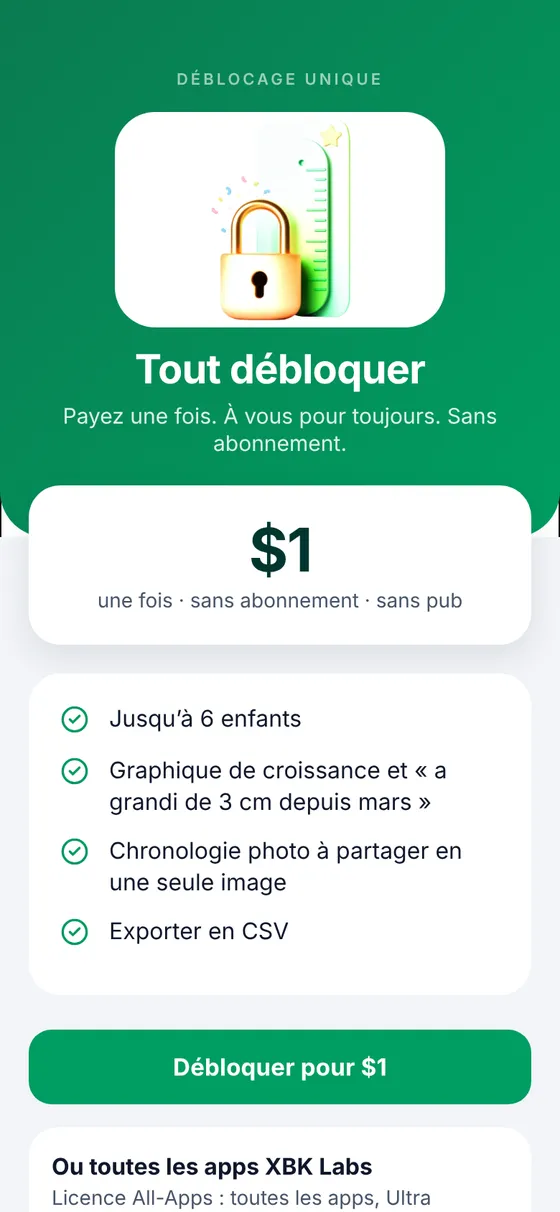 DÉBLOCAGE UNIQUE
Tout débloquer
Payez une fois. À vous pour toujours. Sans
abonnement.
$1
une fois · sans abonnement · sans pub
Jusqu’à 6 enfants
Graphique de croissance et « a
grandi de 3 cm depuis mars »
Chronologie photo à partager en
une seule image
Exporter en CSV
Débloquer pour $1
Ou toutes les apps XBK Labs
Licence All-Apps : toutes les apps, Ultra